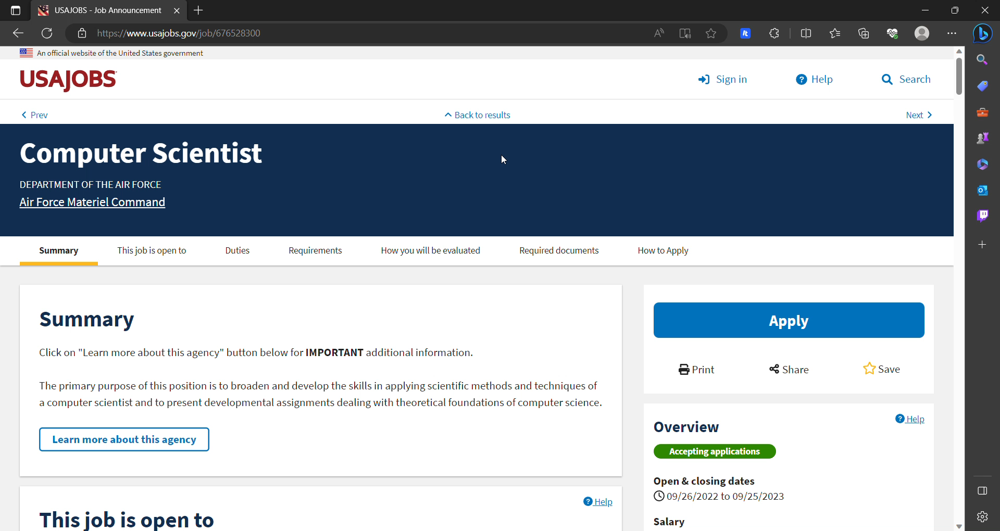 USAJOBS - Job Announcement
https://www.usajobs.gov/job/676528300
An official website of the United States government
USAJOBS
Sign in
Help
Search
Prev
Back to results
Next
Computer Scientist
DEPARTMENT OF THE AIR FORCE
Air Force Materiel Command
Summary
This job is open to
Duties
Requirements
How you will be evaluated
Required documents
How to Apply
Summary
Click on "Learn more about this agency" button below for IMPORTANT additional information.
The primary purpose of this position is to broaden and develop the skills in applying scientific methods and techniques of
a computer scientist and to present developmental assignments dealing with theoretical foundations of computer science.
Learn more about this agency
Help
This job is open to
Apply
Print
Share
Save
Help
Overview
Accepting applications
Open & closing dates
09/26/2022 to 09/25/2023
Salary